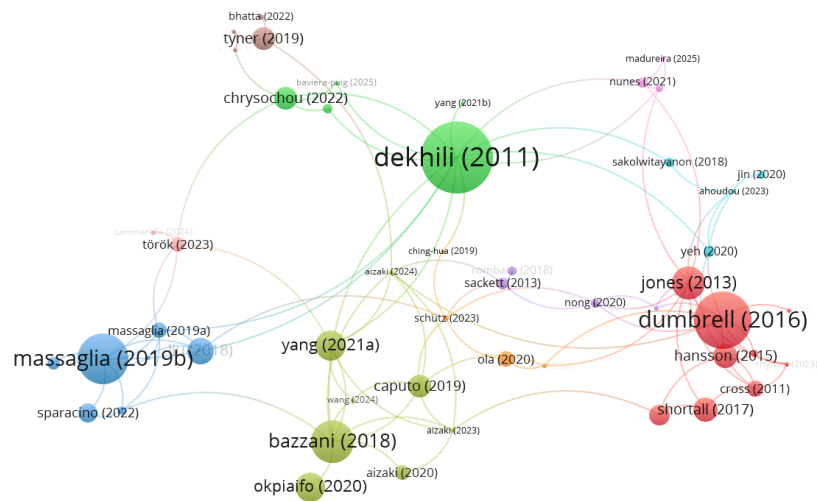 bhatta (2022)
tyner (2019)
madureira (2025)
baviera-puig (2025)
nunes (2021)
chrysochou (2022)
yang (2021b)
dekhili (2011)
sakolwitayanon (2018)
jin (2020)
ahoudou (2023)
cammarelle (2024)
török (2023)
ching-hua (2019)
yeh (2020)
aizaki (2024)
rombach (2018)
sackett (2013)
jones (2013)
nong (2020)
massaglia (2019a)
schütz (2023)
dumbrell (2016)
massaglia (2019b)
yang (2021a)
ola (2020)
hansson (2015)
caputo (2019)
cross (2011)
wang (2024)
sparacino (2022)
shortall (2017)
bazzani (2018)
aizaki (2023)
aizaki (2020)
okpiaifo (2020)